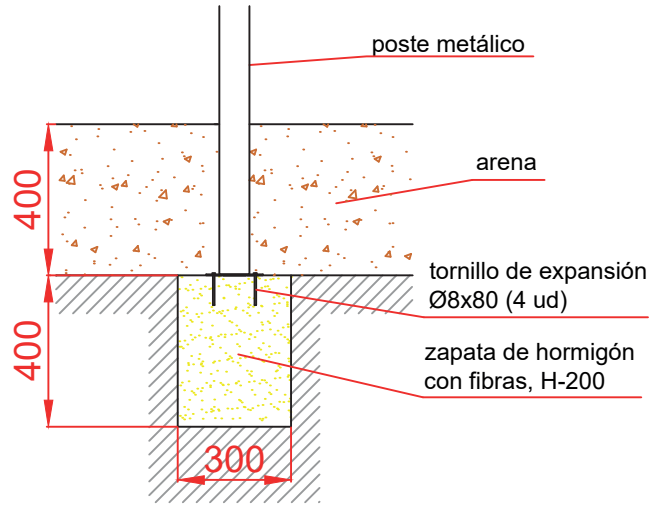 poste metálico
400
arena
tornillo de expansión
Ø8x80 (4 ud)
400
zapata de hormigón
con fibras, H-200
300